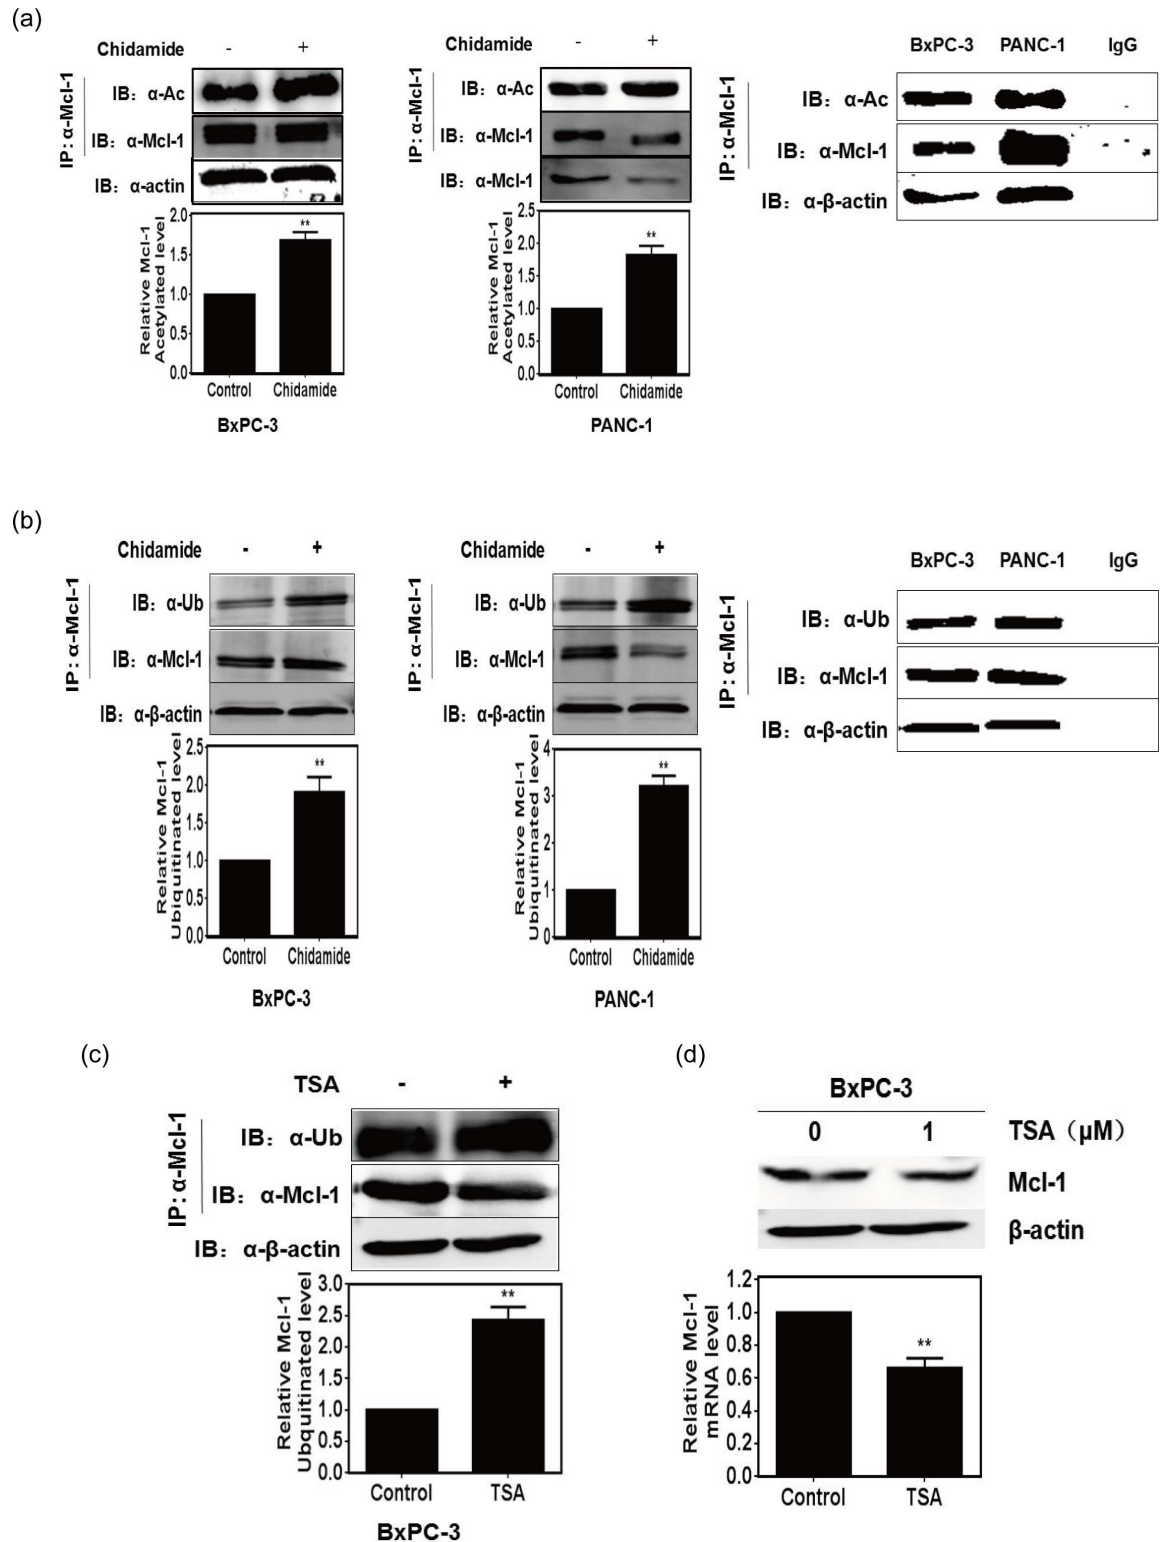 (a)
Chidamide - +
IP: α-Mcl-1
IB: α-Ac
IB: α-Mcl-1
IB: α-actin
Relative Mcl-1
Acetylated level
2.0
1.5
1.0
0.5
0.0
**
Control Chidamide
BxPC-3
Chidamide - +
IP: α-Mcl-1
IB: α-Ac
IB: α-Mcl-1
IB: α-Mcl-1
Relative Mcl-1
Acetylated level
2.5
2.0
1.5
1.0
0.5
0.0
**
Control Chidamide
PANC-1
BxPC-3 PANC-1 IgG
IP: α-Mcl-1
IB: α-Ac
IB: α-Mcl-1
IB: α-β-actin
(b)
Chidamide - +
IP: α-Mcl-1
IB: α-Ub
IB: α-Mcl-1
IB: α-β-actin
Relative Mcl-1
Ubiquitinated level
2.5
2.0
1.5
1.0
0.5
0.0
**
Control Chidamide
BxPC-3
Chidamide - +
IP: α-Mcl-1
IB: α-Ub
IB: α-Mcl-1
IB: α-β-actin
Relative Mcl-1
Ubiquitinated level
4
3
2
1
0
**
Control Chidamide
PANC-1
BxPC-3 PANC-1 IgG
IP: α-Mcl-1
IB: α-Ub
IB: α-Mcl-1
IB: α-β-actin
(c)
TSA - +
IP: α-Mcl-1
IB: α-Ub
IB: α-Mcl-1
IB: α-β-actin
Relative Mcl-1
Ubquitinated level
3.0
2.5
2.0
1.5
1.0
0.5
0.0
**
Control TSA
BxPC-3
(d)
BxPC-3
0 1 TSA（μM）
Mcl-1
β-actin
Relative Mcl-1
mRNA level
1.2
1.0
0.8
0.6
0.4
0.2
0.0
**
Control TSA